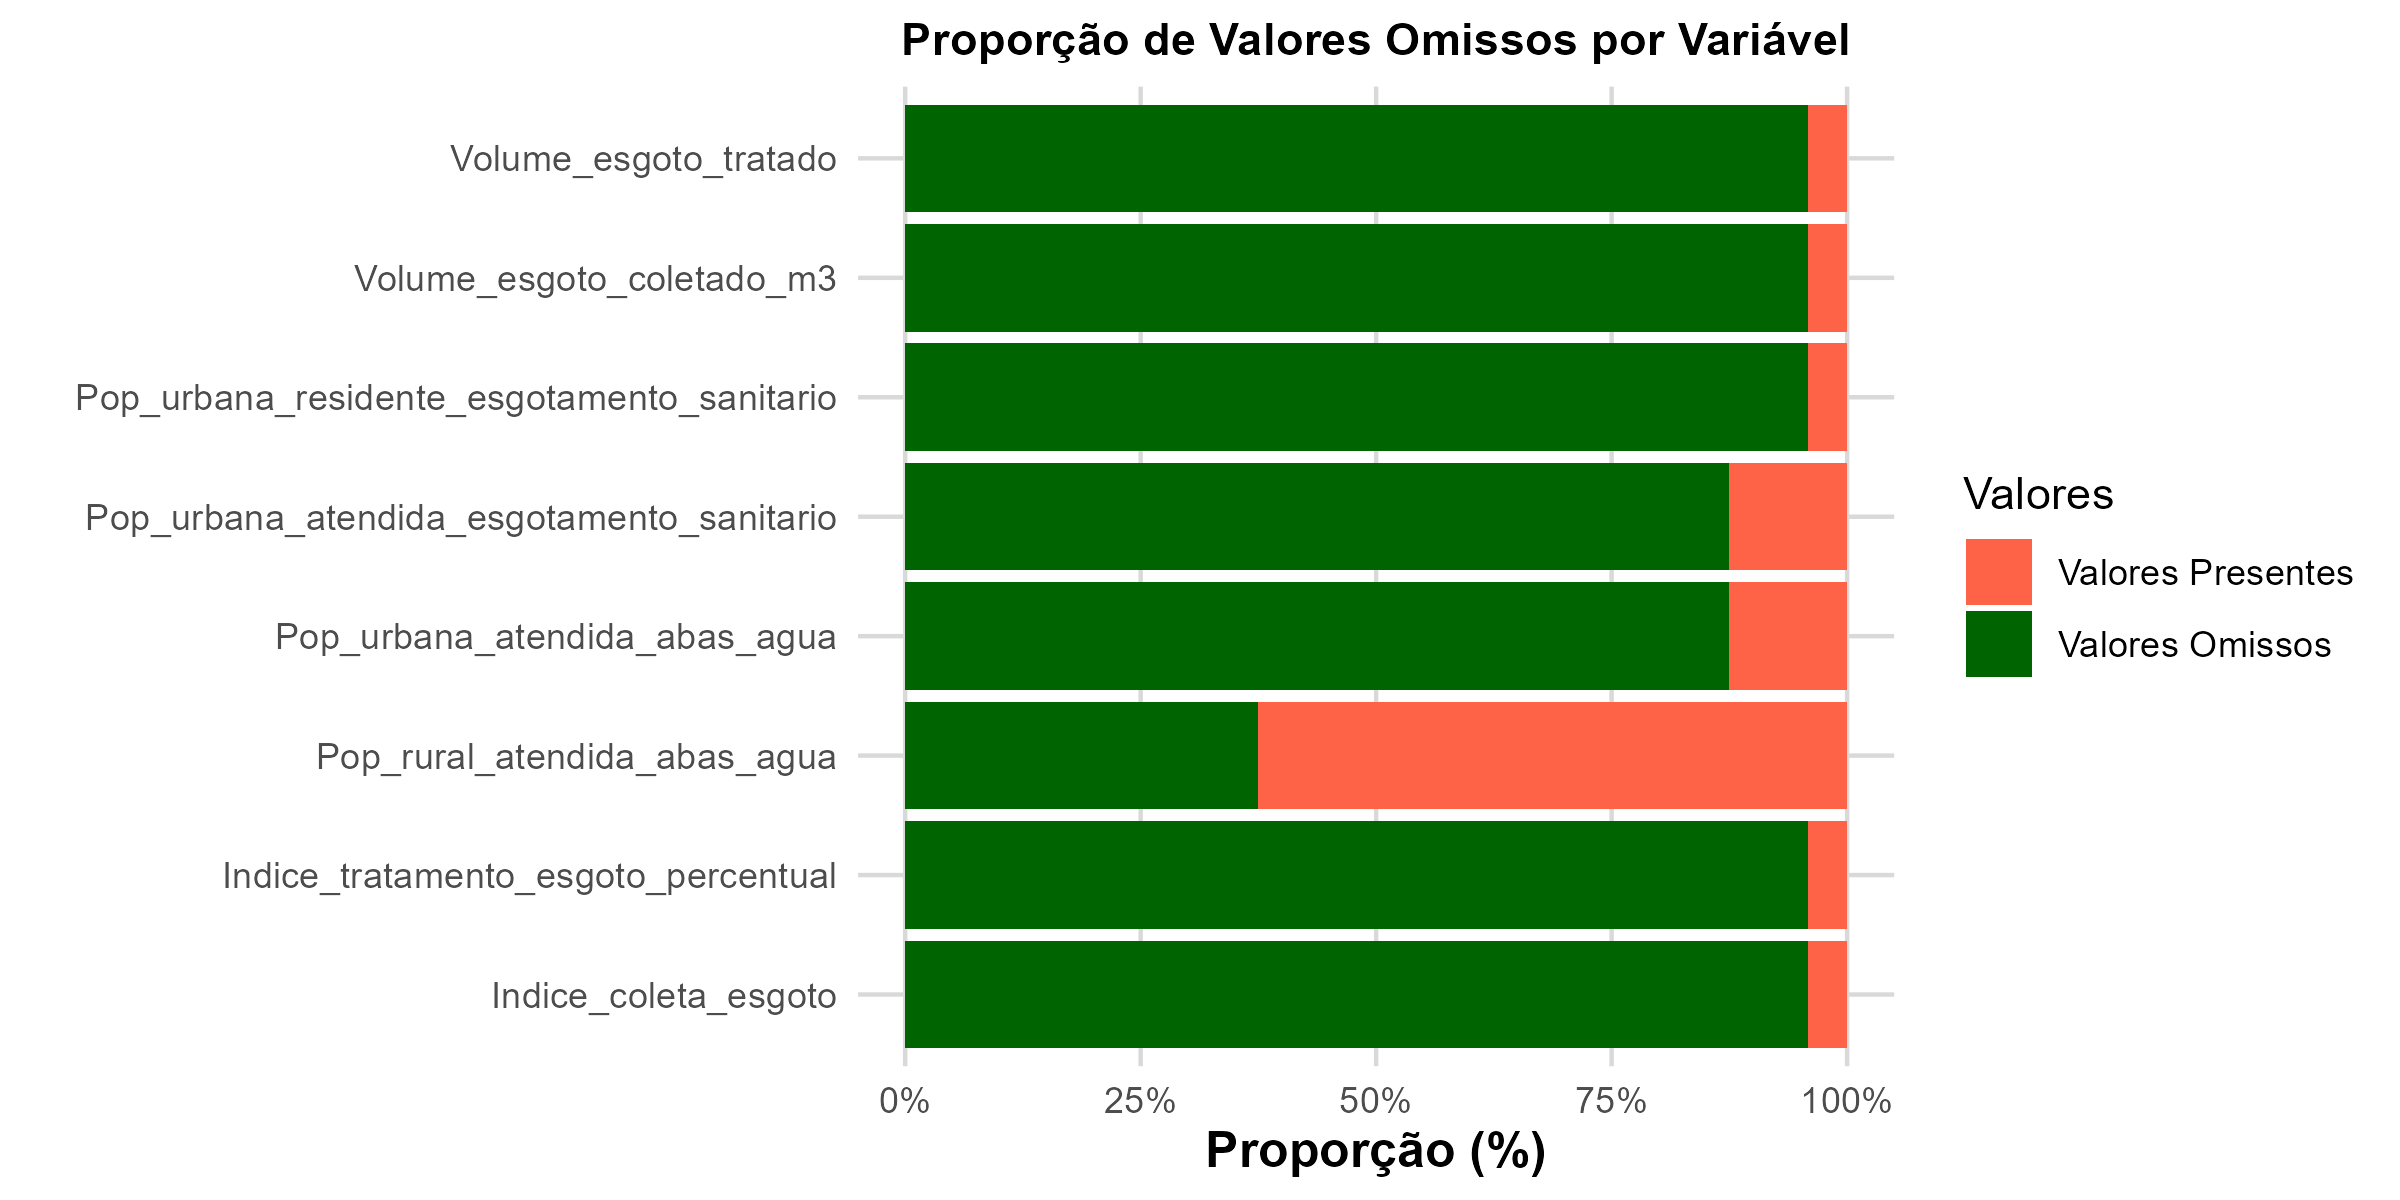 Proporção de Valores Omissos por Variável
Volume_esgoto_tratado
Volume_esgoto_coletado_m3
Pop_urbana_residente_esgotamento_sanitario
Pop_urbana_atendida_esgotamento_sanitario
Pop_urbana_atendida_abas_agua
Pop_rural_atendida_abas_agua
Indice_tratamento_esgoto_percentual
Indice_coleta_esgoto
0% 25% 50% 75% 100%
Proporção (%)
Valores
Valores Presentes
Valores Omissos